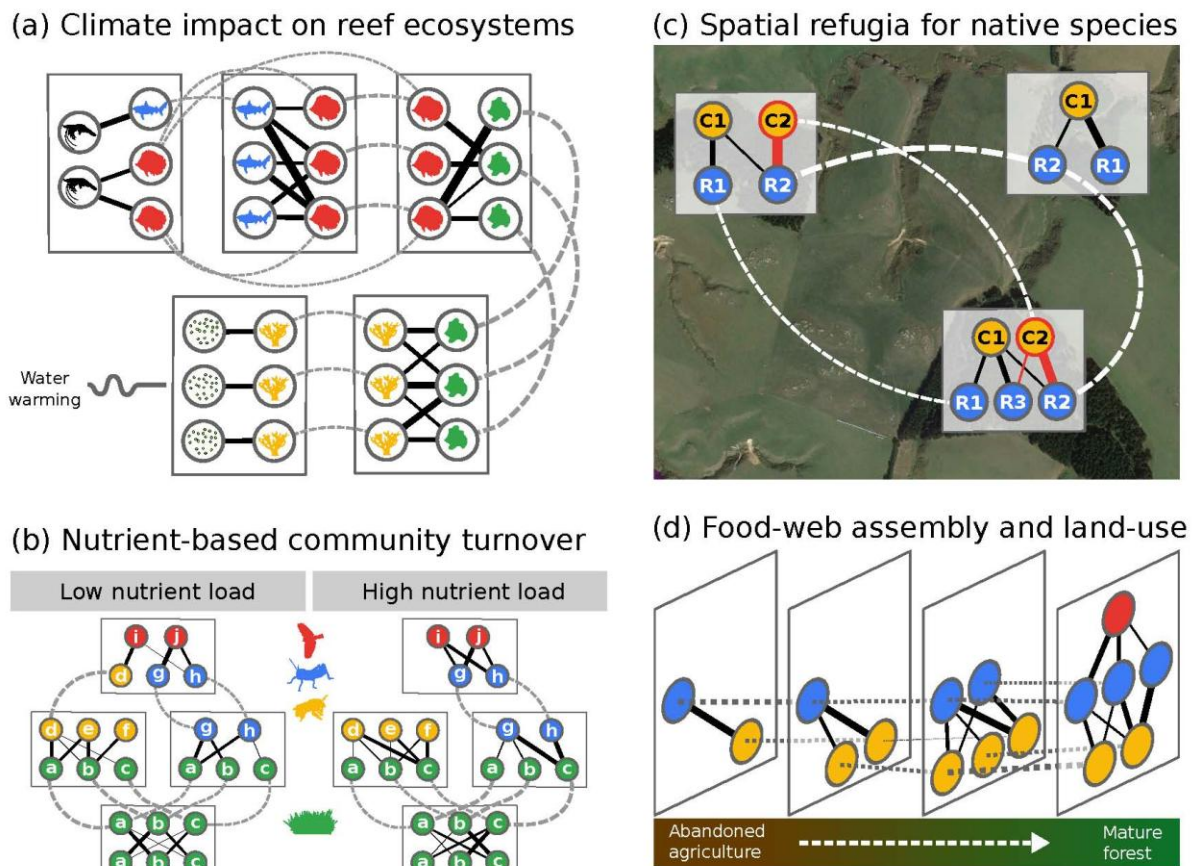 (a) Climate impact on reef ecosystems
Water
warming
(b) Nutrient-based community turnover
Low nutrient load
High nutrient load
i j
d g h
d e f
a b c
g h
a b c
a b c
a b c
i j
g h
d e f
a b c
g h
a b c
a b c
a b c
(c) Spatial refugia for native species
C1 C2
R1 R2
C1
R2 R1
C1 C2
R1 R3 R2
(d) Food-web assembly and land-use
Abandoned
agriculture
Mature
forest